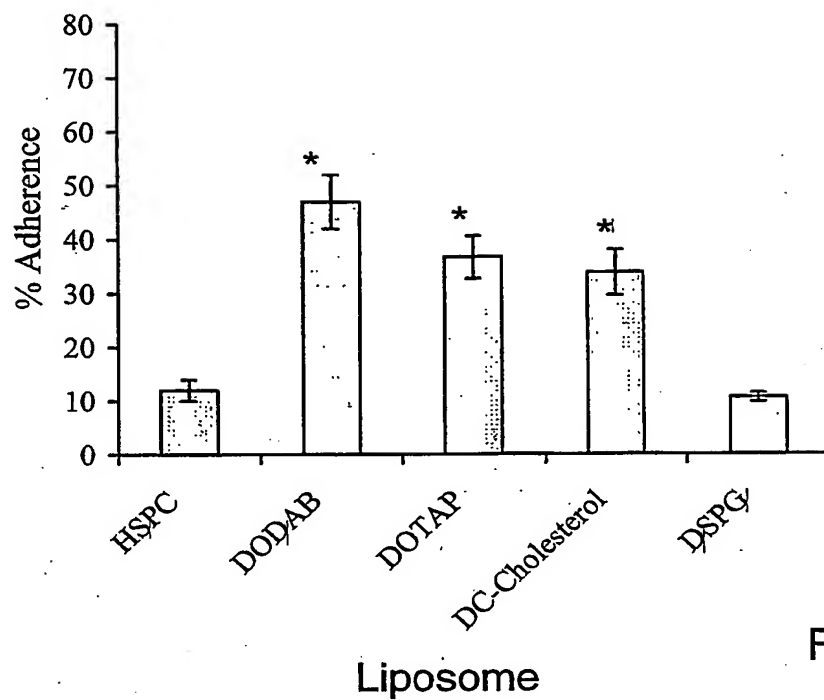 80
70
60
50
40
30
20
10
0
% Adherence
* * *
HSPC
DODAB
DOTAP
DC-Cholesterol
DSPG
Liposome
F